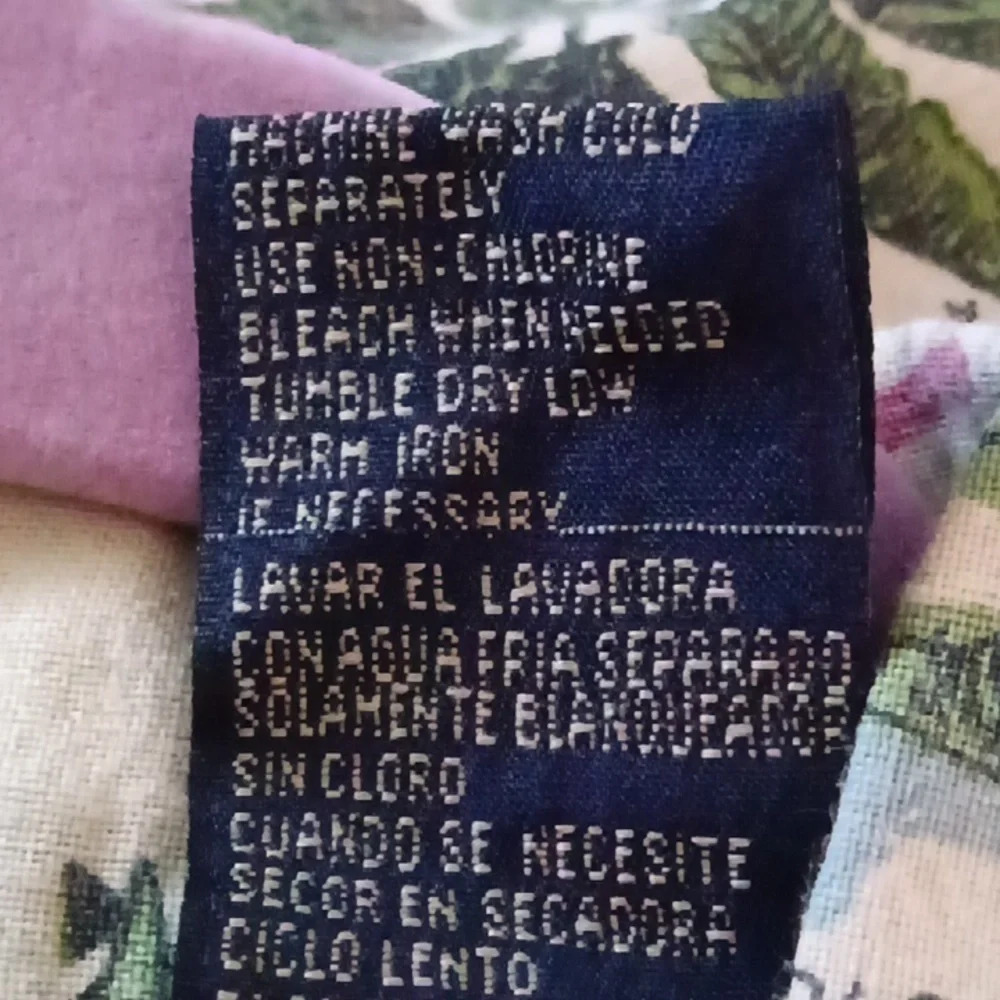 MACHINE WASH COLD
SEPARATELY
USE NON-CHLORINE
BLEACH WHEN NEEDED
TUMBLE DRY LOW
WARM IRON
IF NECESSARY
LAVAR EL LAVADORA
CON AGUA FRIA SEPARADO
SOLAMENTE BLANQUEADOR
SIN CLORO
CUANDO SE NECESITE
SECOR EN SECADORA
CICLO LENTO